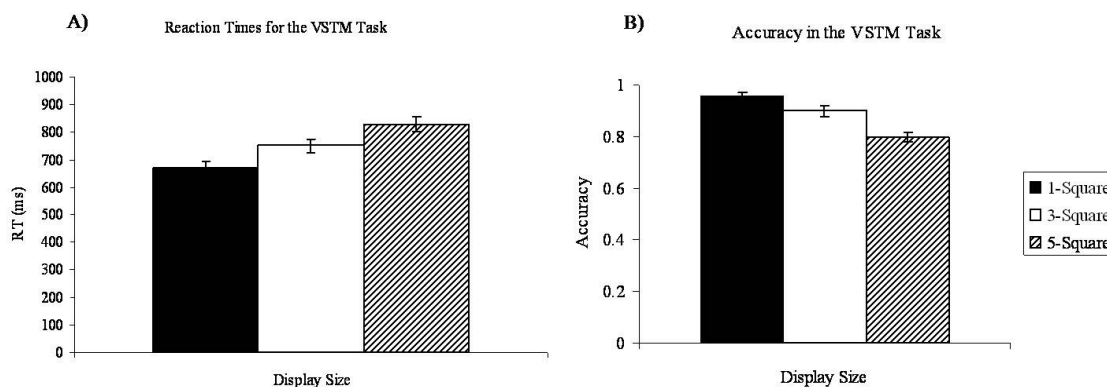 A)
Reaction Times for the VSTM Task
1000
900
800
700
600
500
400
300
200
100
0
RT (ms)
Display Size
B)
Accuracy in the VSTM Task
1
0.8
0.6
0.4
0.2
0
Accuracy
Display Size
1-Square
3-Square
5-Square